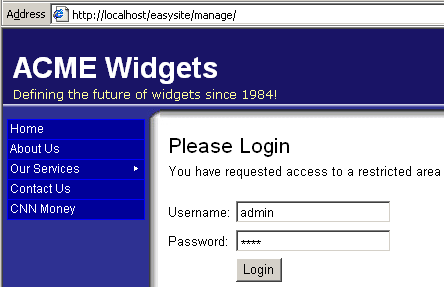 Address http://localhost/easysite/manage/
ACME Widgets
Defining the future of widgets since 1984!
Home
About Us
Our Services
Contact Us
CNN Money
Please Login
You have requested access to a restricted area
Username: admin
Password: ****
Login